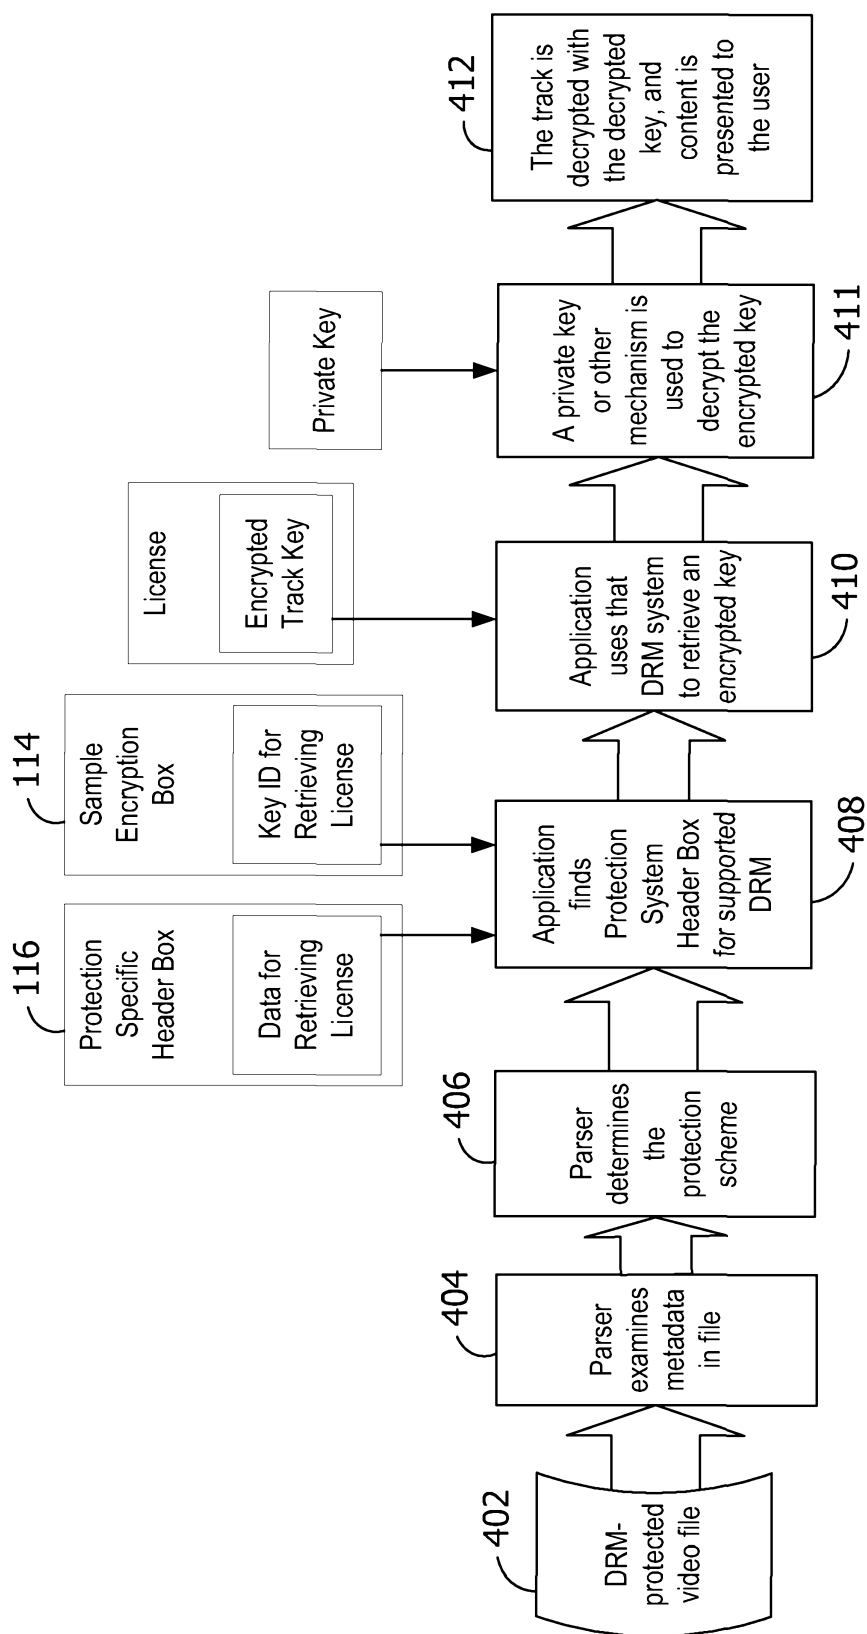 116
Protection
Specific
Header Box
Data for
Retrieving
License
114
Sample
Encryption
Box
Key ID for
Retrieving
License
License
Encrypted
Track Key
Private Key
402
DRM-
protected
video file
404
Parser
examines
metadata
in file
406
Parser
determines
the
protection
scheme
Application
finds
Protection
System
Header Box
for supported
DRM
408
Application
uses that
DRM system
to retrieve an
encrypted key
410
A private key
or other
mechanism is
used to
decrypt the
encrypted key
411
412
The track is
decrypted with
the decrypted
key, and
content is
presented to
the user